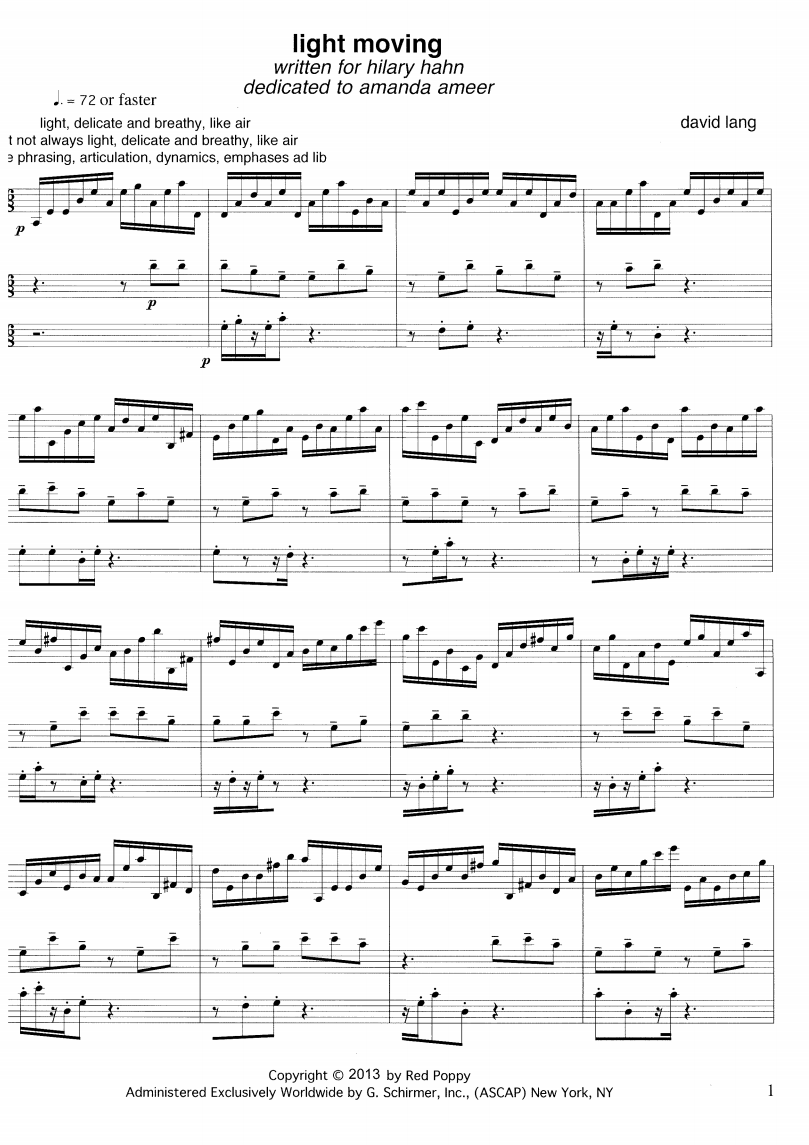 light moving
written for hilary hahn
dedicated to amanda ameer
♩. = 72 or faster
light, delicate and breathy, like air
david lang
t not always light, delicate and breathy, like air
e phrasing, articulation, dynamics, emphases ad lib
p
p
p
Copyright © 2013 by Red Poppy
Administered Exclusively Worldwide by G. Schirmer, Inc., (ASCAP) New York, NY
1